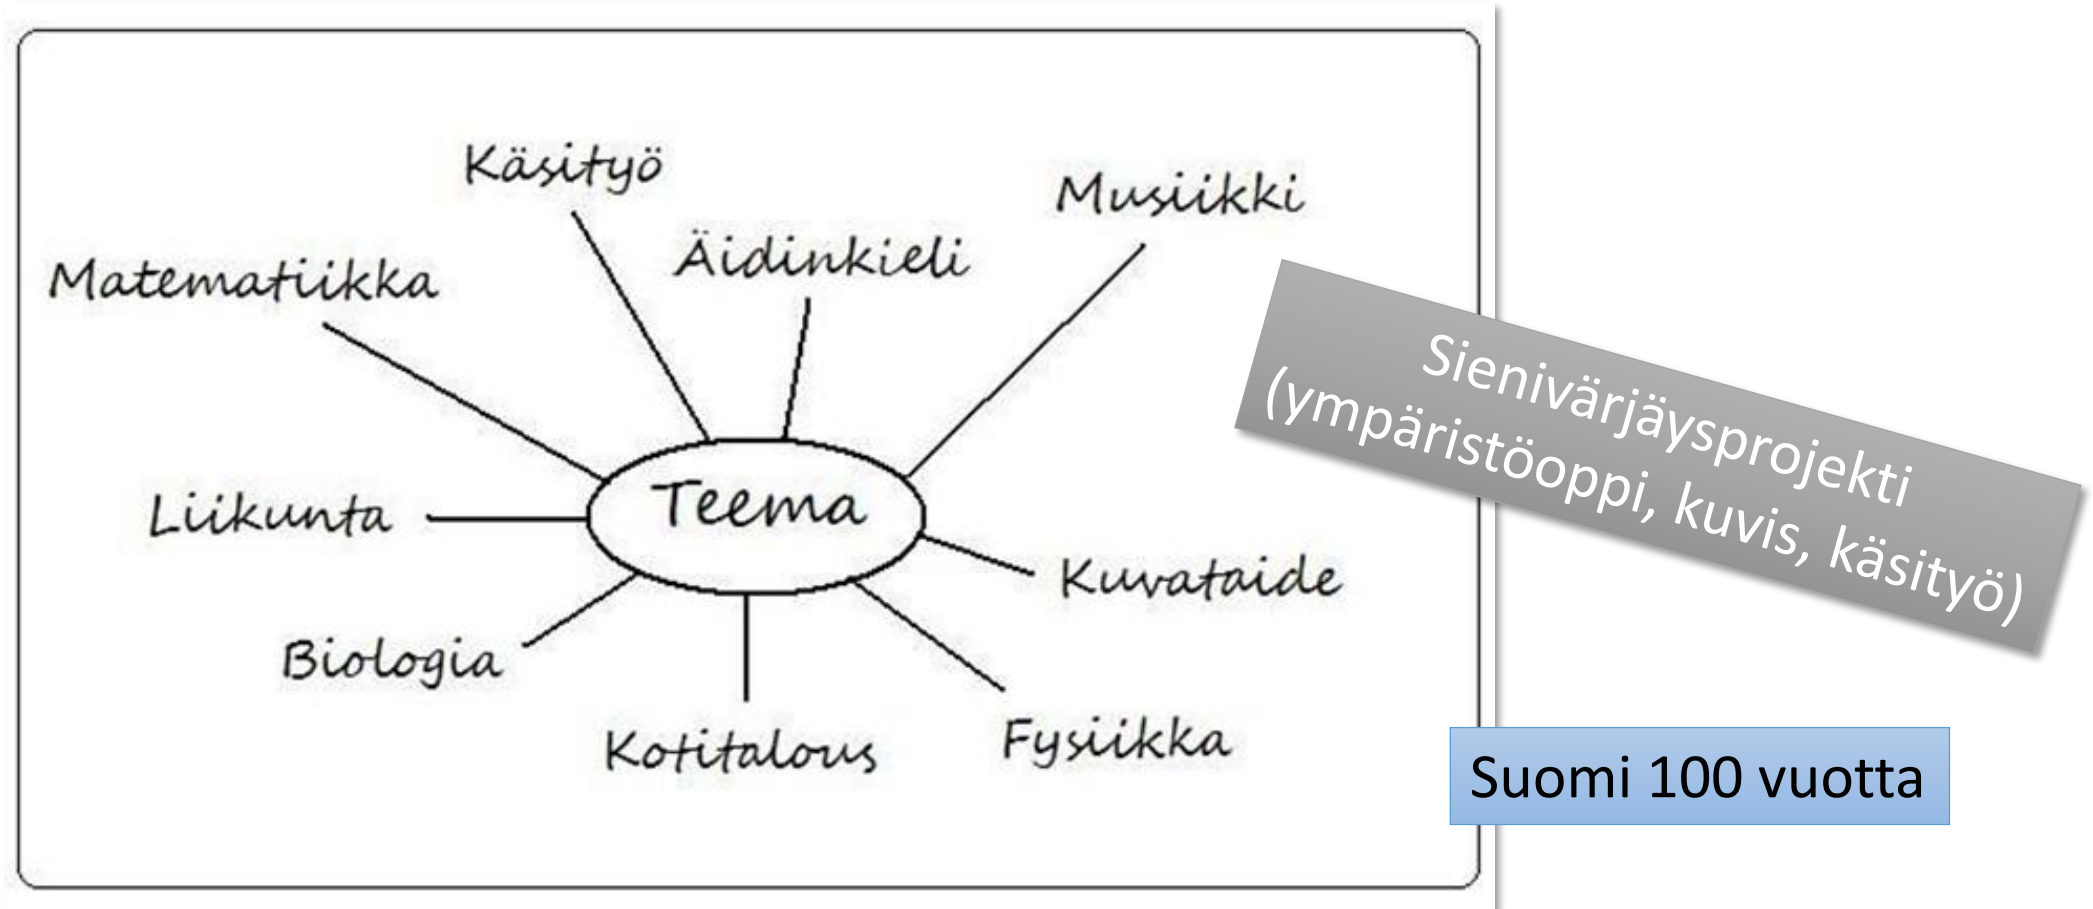 Käsityö
Musiikki
Äidinkieli
Matematiikka
Sienivärjäysprojekti
(ympäristöoppi, kuvis, käsityö)
Liikunta
Teema
Kuvataide
Biologia
Kotitalous
Fysiikka
Suomi 100 vuotta